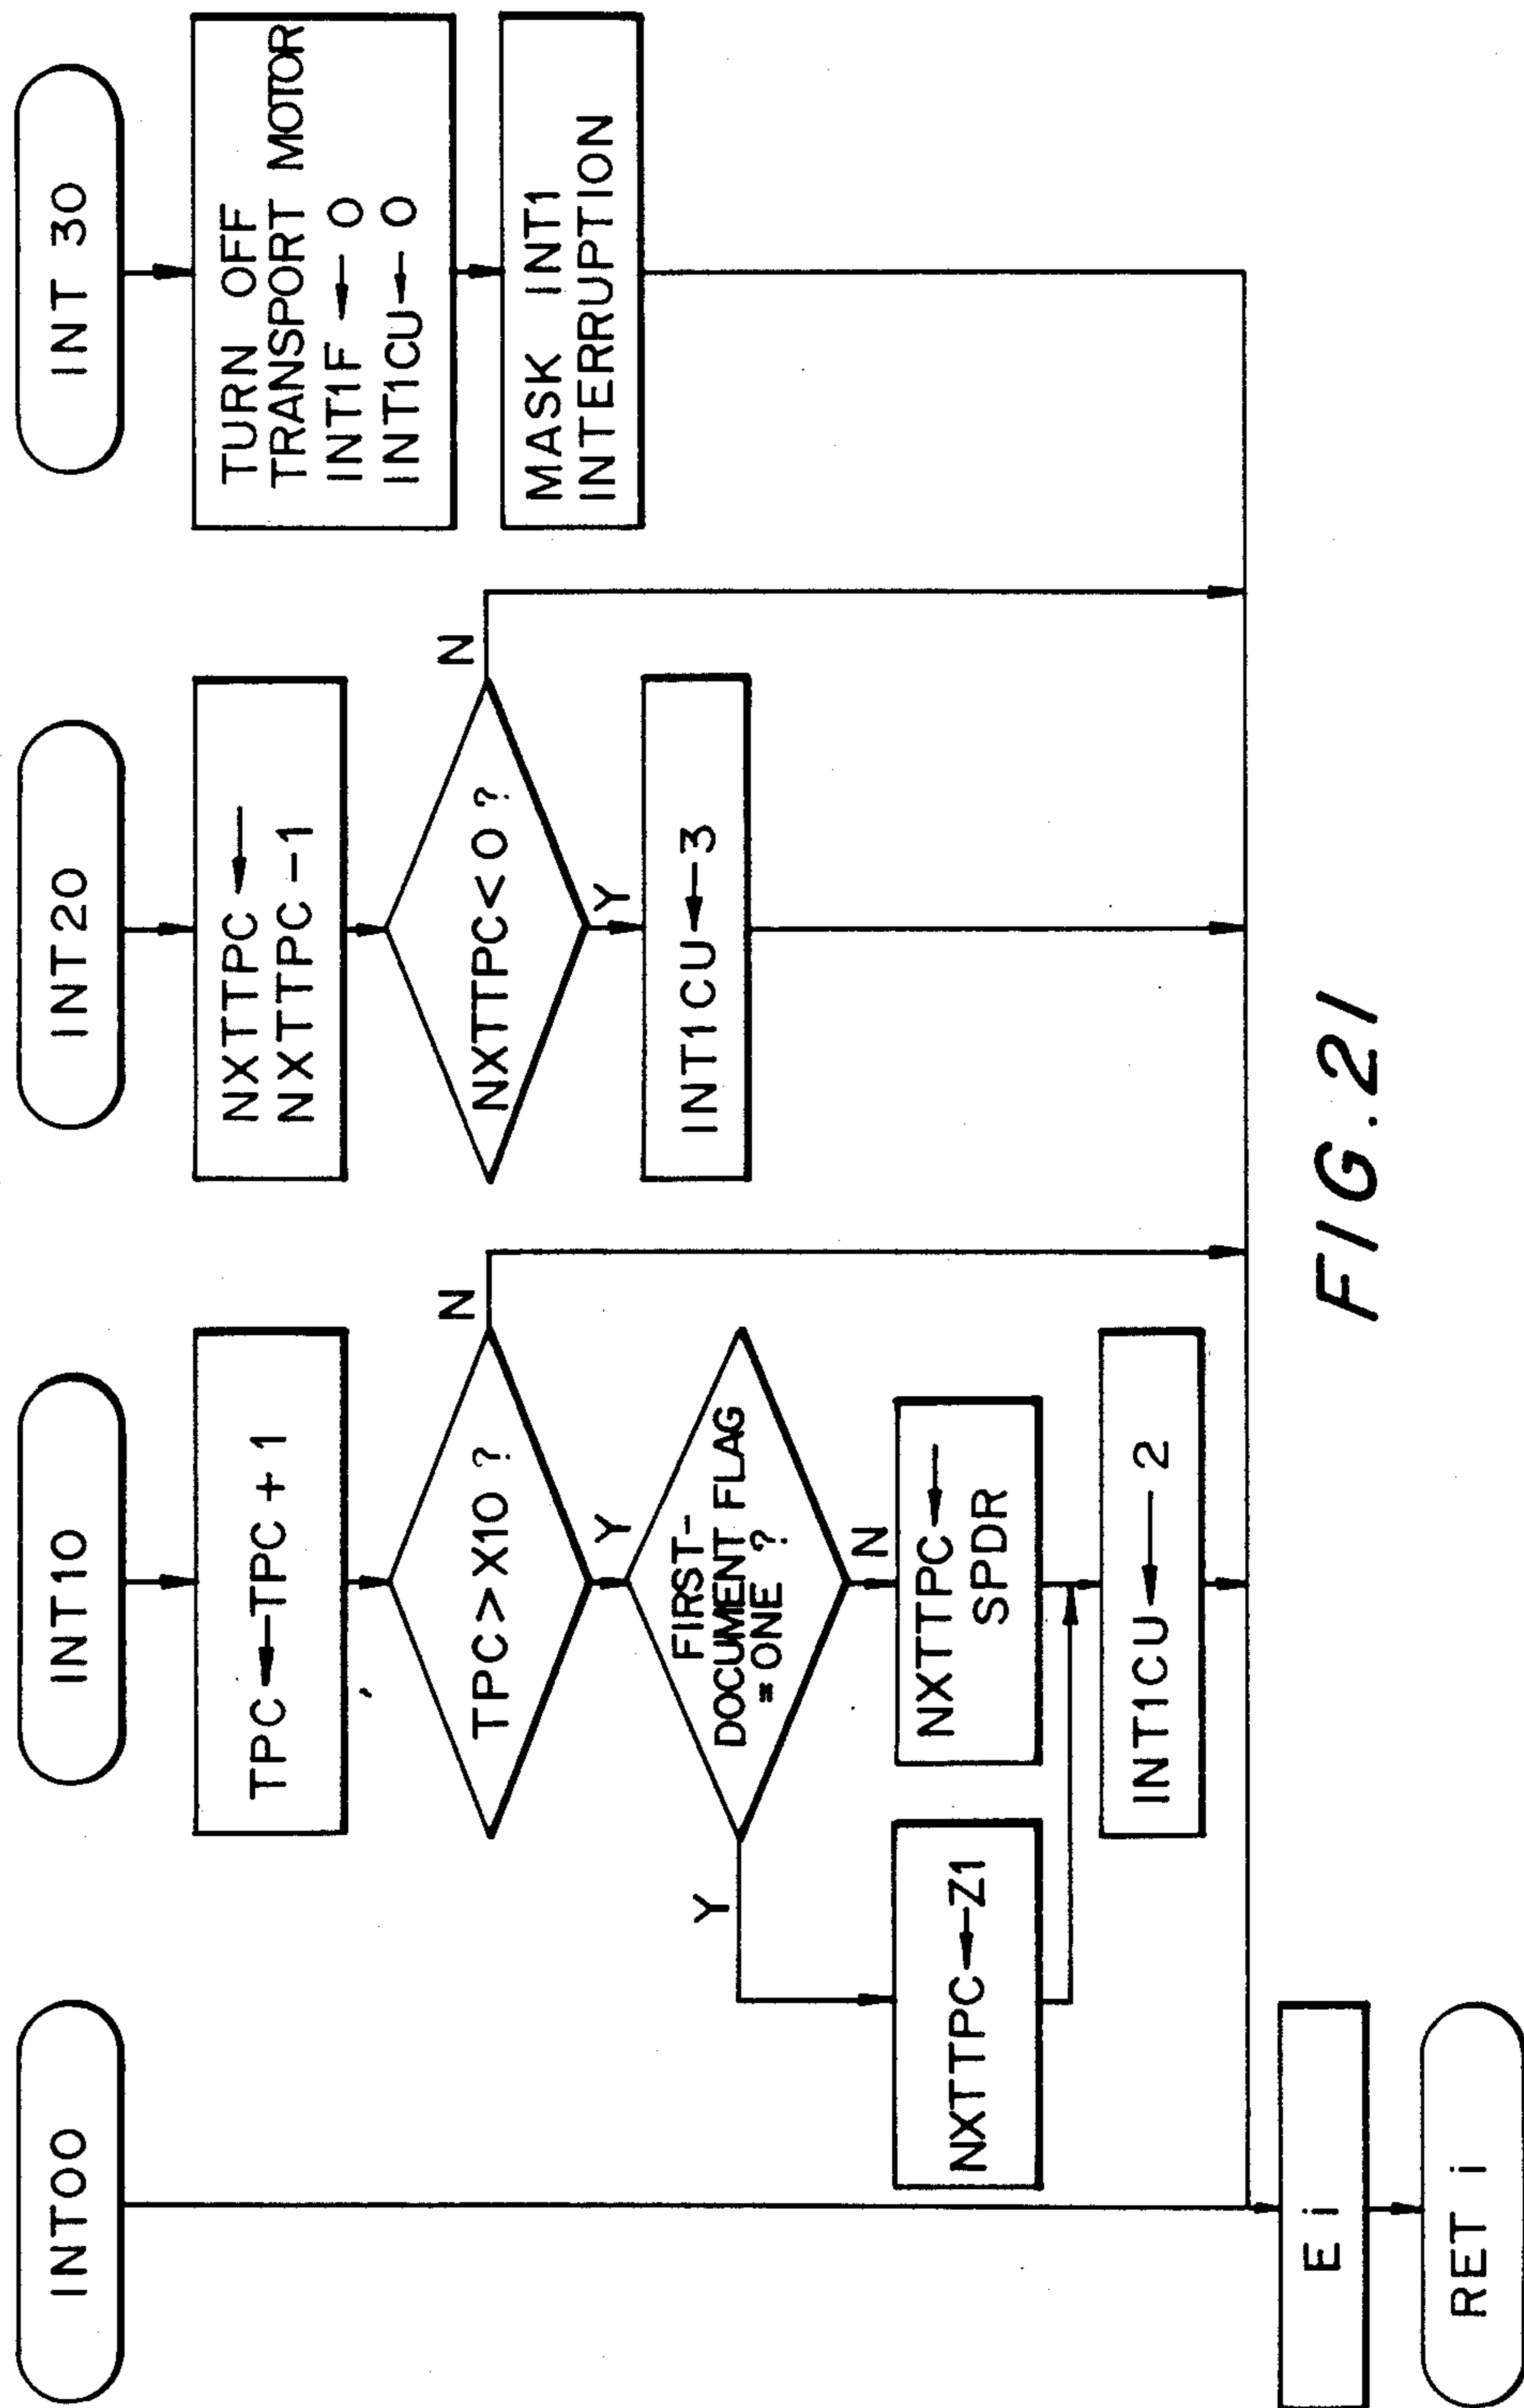 INT00
INT10
TPC←TPC+1
TPC>X10?
N
Y
FIRST-
DOCUMENT FLAG
=ONE ?
Y
N
NXTTPC←Z1
NXTTPC←
SPDR
INT1CU←2
INT20
NXTTPC←
NXTTPC-1
NXTTPC<0?
N
Y
INT1CU←3
INT 30
TURN OFF
TRANSPORT MOTOR
INT1F ← 0
INT1CU← 0
MASK INT1
INTERRUPTION
E i
RET i
FIG.21